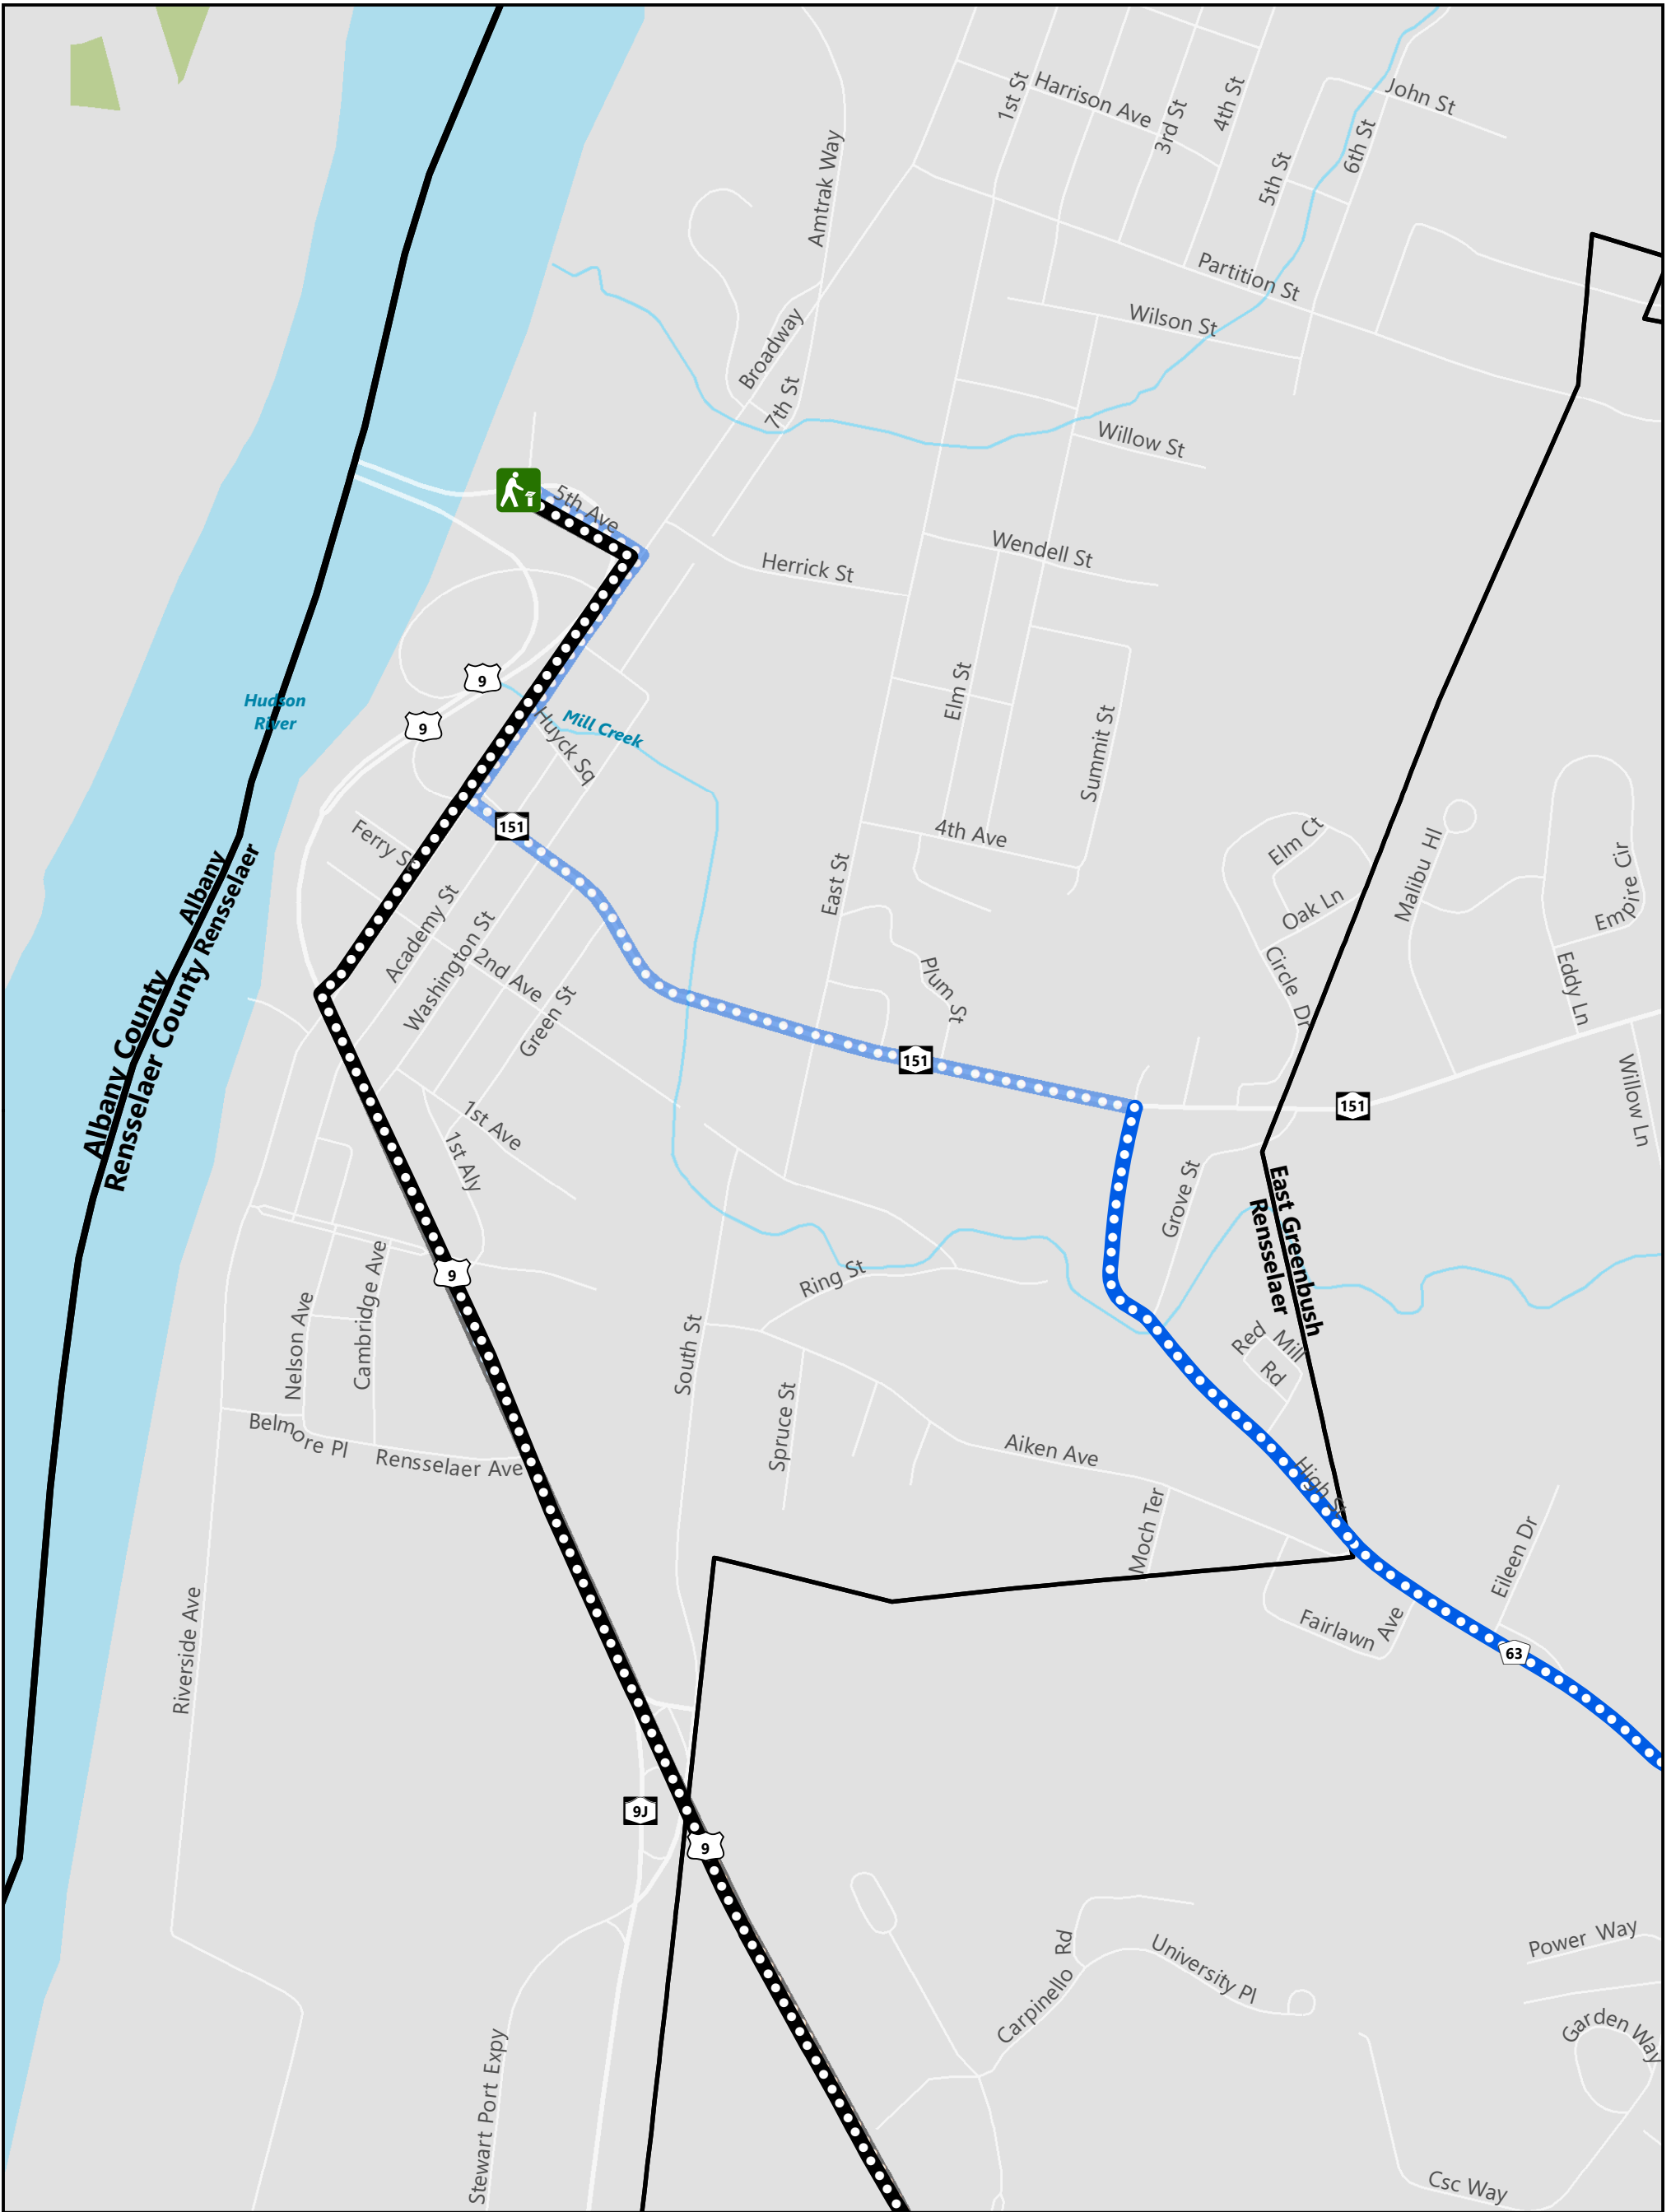 1st St
Harrison Ave
3rd St
4th St
John St
5th St
6th St
Amtrak Way
Partition St
Wilson St
Broadway
7th St
Willow St
5th Ave
Herrick St
Wendell St
9
Hudson
River
9
Huyck Sq
Mill Creek
Elm St
Summit St
151
Ferry St
4th Ave
Elm Ct
Malibu Hl
Empire Cir
Albany
Rensselaer
East St
Oak Ln
Academy St
Washington St
2nd Ave
Green St
Plum St
Circle Dr
Eddy Ln
Albany County
Rensselaer County
151
151
Willow Ln
1st Ave
1st Aly
Grove St
East Greenbush
Rensselaer
9
Ring St
Nelson Ave
Cambridge Ave
South St
Red Mill
Rd
Spruce St
Belmore Pl
Rensselaer Ave
Aiken Ave
High St
Moch Ter
Eileen Dr
Riverside Ave
Fairlawn Ave
63
9J
9
Carpinello Rd
University Pl
Power Way
Garden Way
Stewart Port Expy
Csc Way